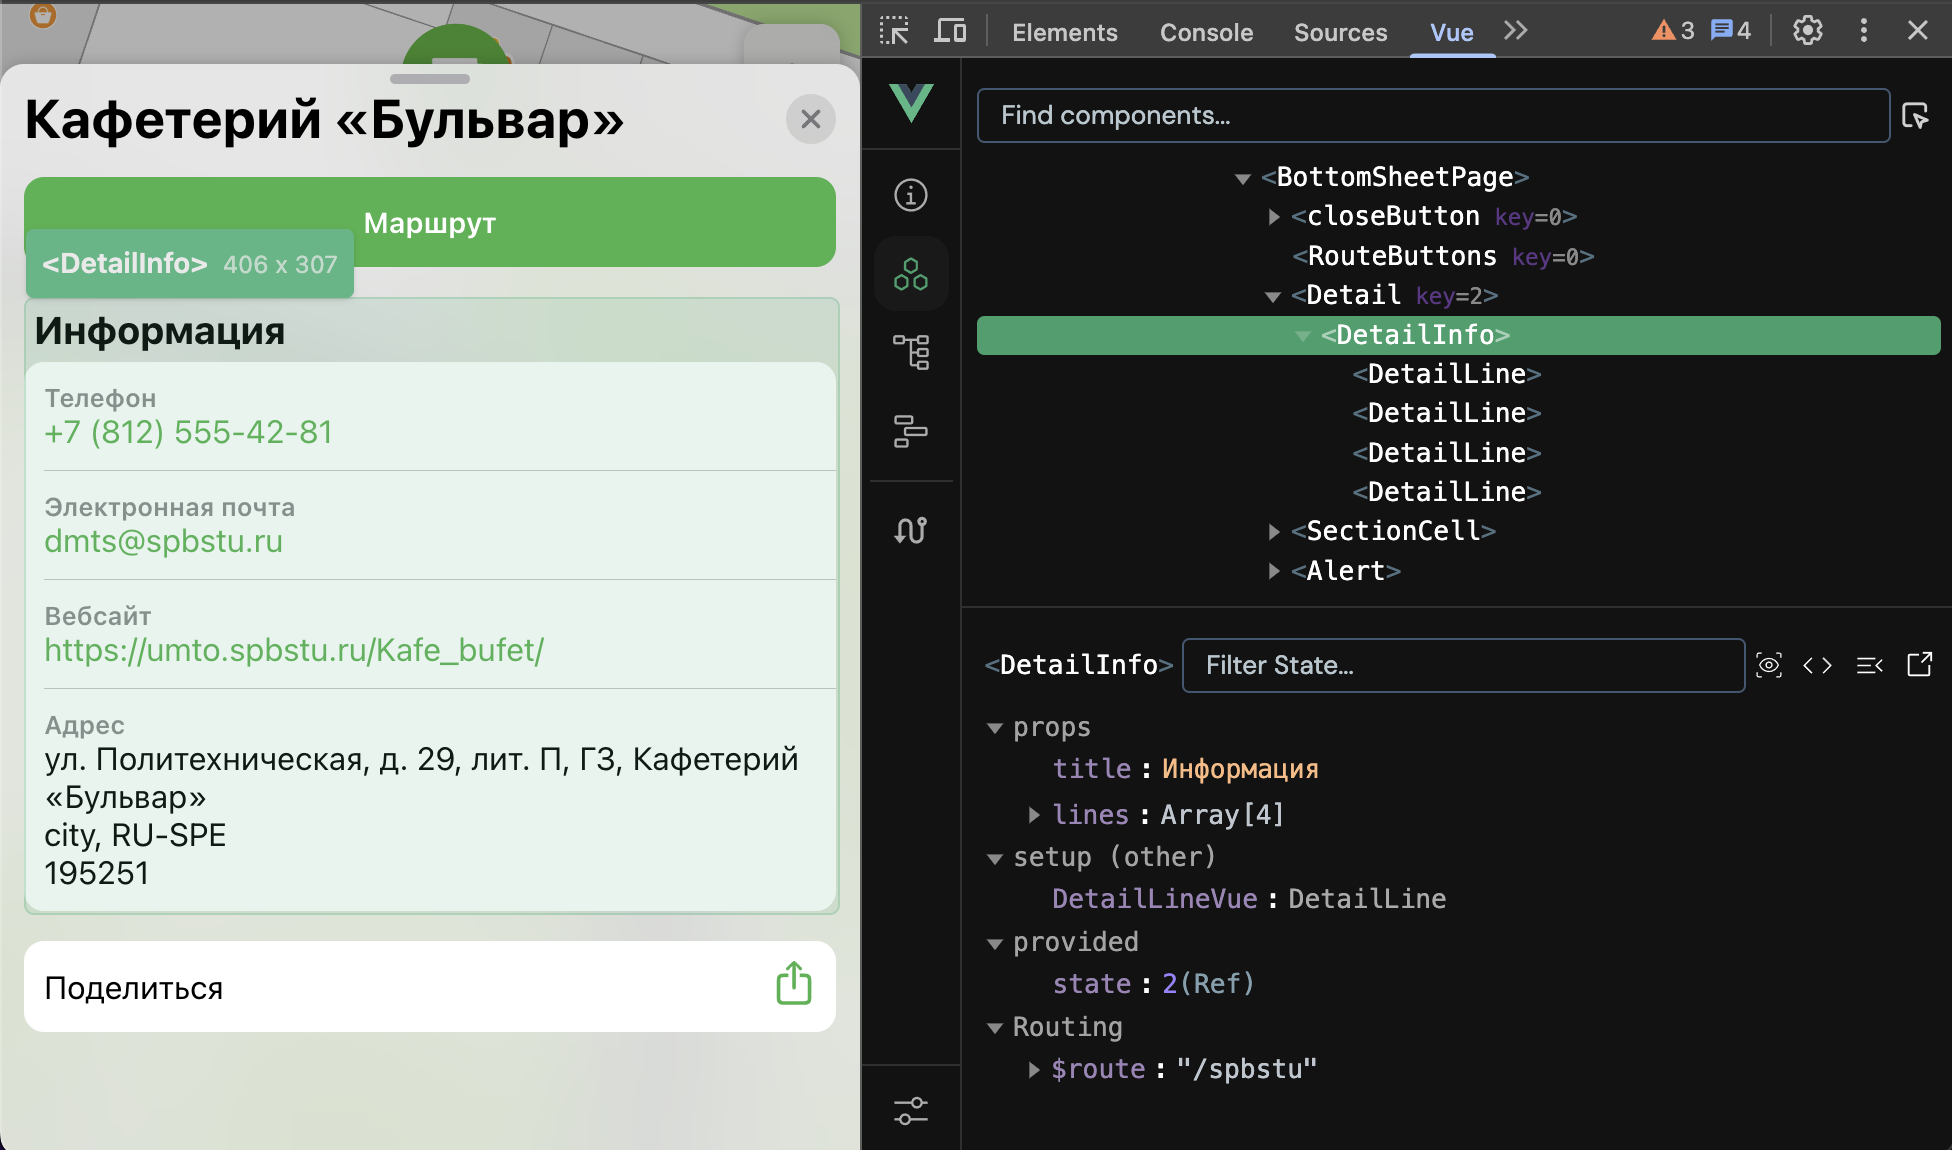 Кафетерий «Бульвар»
Маршрут
<DetailInfo> 406 x 307
Информация
Телефон
+7 (812) 555-42-81
Электронная почта
dmts@spbstu.ru
Вебсайт
https://umto.spbstu.ru/Kafe_bufet/
Адрес
ул. Политехническая, д. 29, лит. П, ГЗ, Кафетерий
«Бульвар»
city, RU-SPE
195251
Поделиться
Elements Console Sources Vue 3 4
Find components...
<BottomSheetPage>
<closeButton key=0>
<RouteButtons key=0>
<Detail key=2>
<DetailInfo>
<DetailLine>
<DetailLine>
<DetailLine>
<DetailLine>
<SectionCell>
<Alert>
<DetailInfo> Filter State...
props
title : Информация
lines : Array[4]
setup (other)
DetailLineVue : DetailLine
provided
state : 2(Ref)
Routing
$route : "/spbstu"